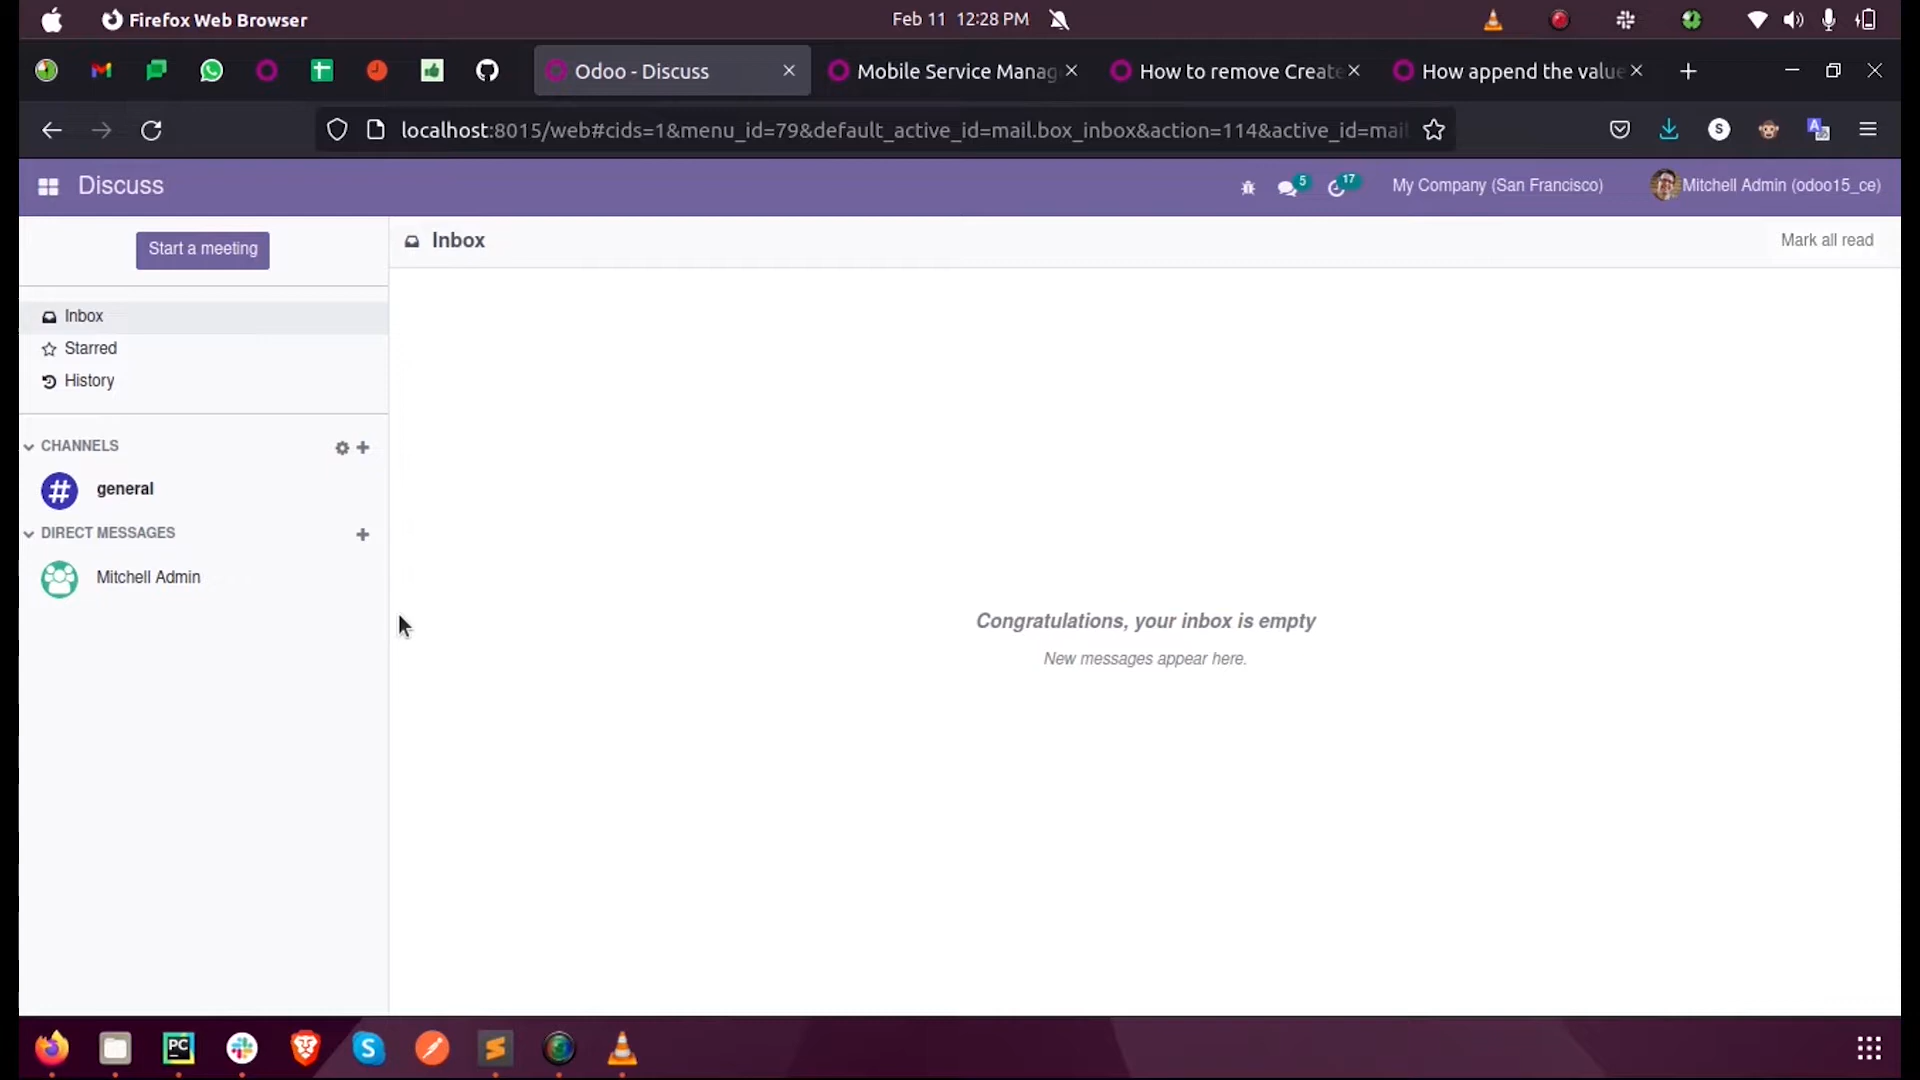 Firefox Web Browser
Feb 11 12:28 PM
Odoo - Discuss
Mobile Service Manag
How to remove Create
How append the value
localhost:8015/web#cids=1&menu_id=79&default_active_id=mail.box_inbox&action=114&active_id=mai
S
A
Discuss
5
17
My Company (San Francisco)
Mitchell Admin (odoo15_ce)
Start a meeting
Inbox
Mark all read
Inbox
Starred
History
CHANNELS
# general
DIRECT MESSAGES
Mitchell Admin
Congratulations, your inbox is empty
New messages appear here.
PC
S
S